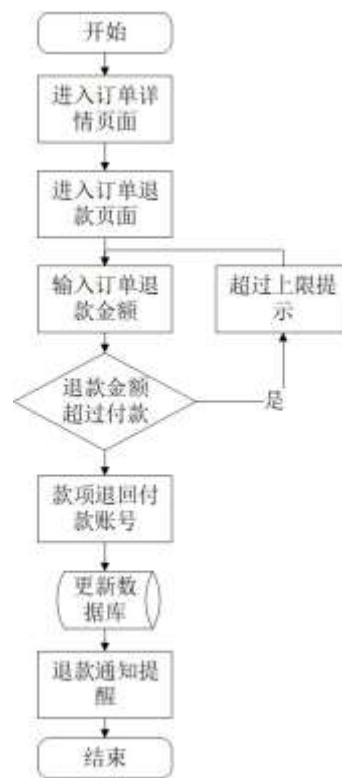 开始
进入订单详
情页面
进入订单退
款页面
输入订单退
款金额
超过上限提
示
退款金额
超过付款
是
款项退回付
款账号
更新数
据库
退款通知提
醒
结束